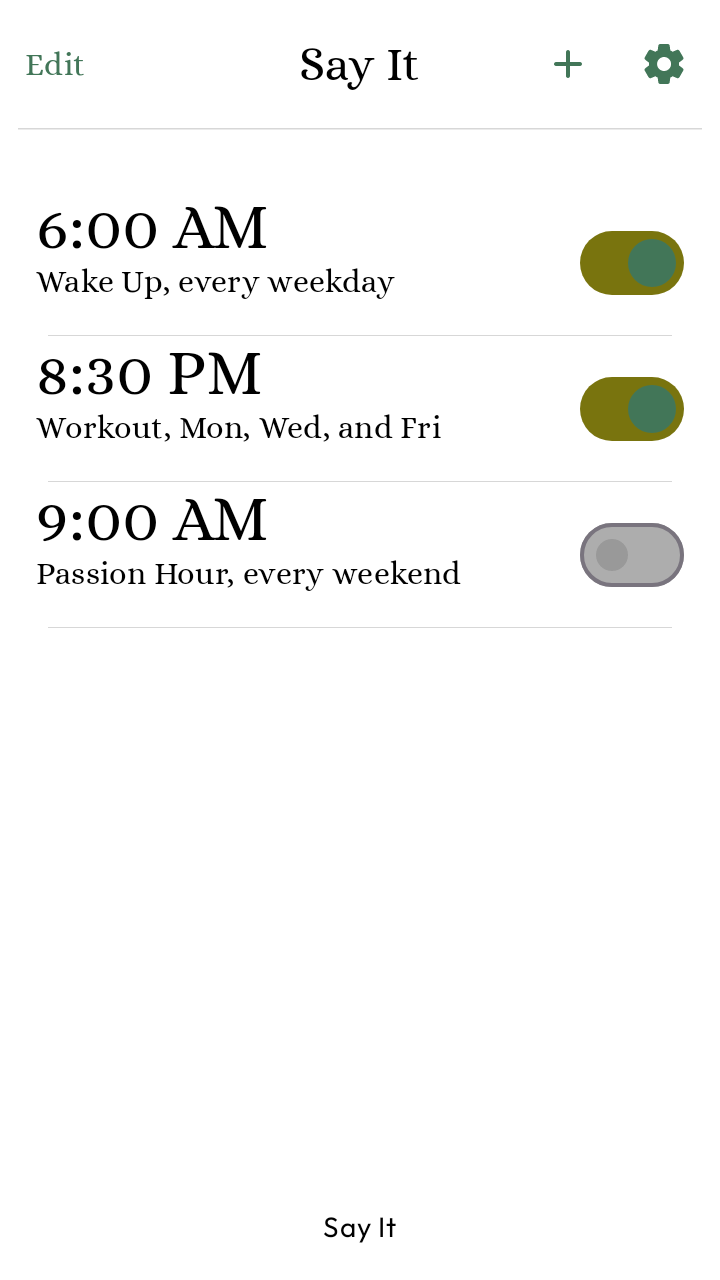 Edit Say It
6:00 AM
Wake Up, every weekday
8:30 PM
Workout, Mon, Wed, and Fri
9:00 AM
Passion Hour, every weekend
Say It